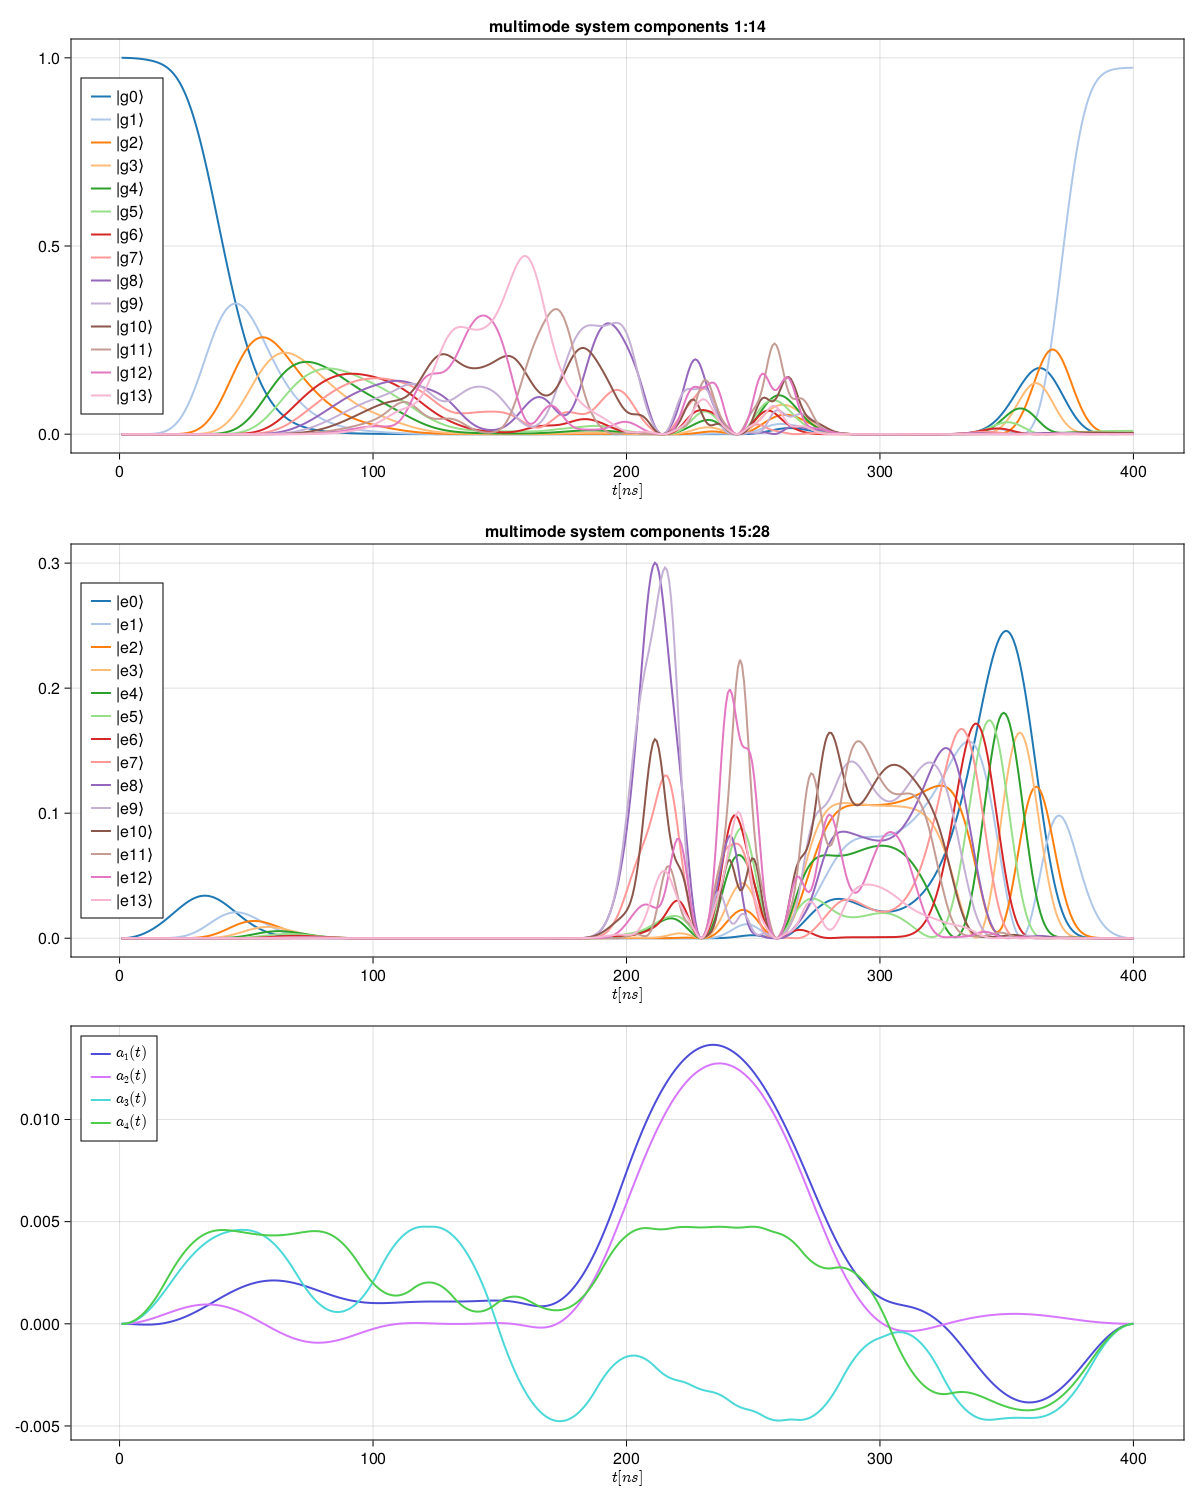 multimode system components 1:14
1.0
0.5
0.0
|g0⟩
|g1⟩
|g2⟩
|g3⟩
|g4⟩
|g5⟩
|g6⟩
|g7⟩
|g8⟩
|g9⟩
|g10⟩
|g11⟩
|g12⟩
|g13⟩
0 100 200 300 400
t[ns]
multimode system components 15:28
0.3
0.2
0.1
0.0
|e0⟩
|e1⟩
|e2⟩
|e3⟩
|e4⟩
|e5⟩
|e6⟩
|e7⟩
|e8⟩
|e9⟩
|e10⟩
|e11⟩
|e12⟩
|e13⟩
0 100 200 300 400
t[ns]
a₁(t)
a₂(t)
a₃(t)
a₄(t)
0.010
0.005
0.000
-0.005
0 100 200 300 400
t[ns]